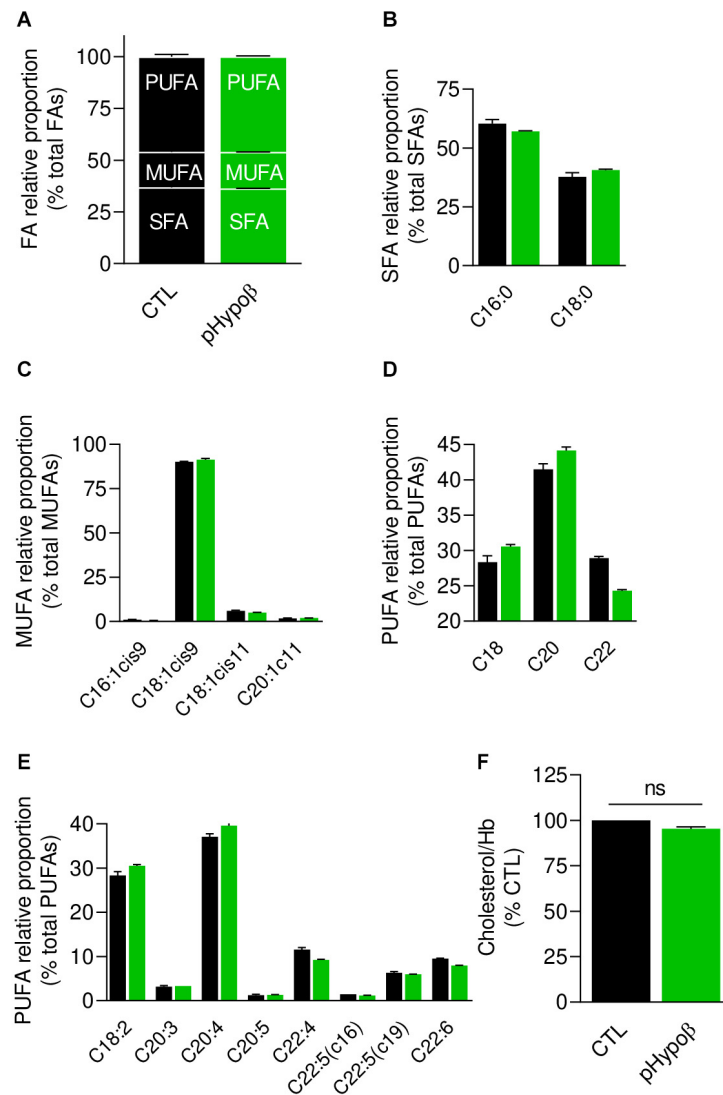 A
FA relative proportion
(% total FAs)
100
75
50
25
0
PUFA
PUFA
MUFA
MUFA
SFA
SFA
CTL
pHypoβ
B
SFA relative proportion
(% total SFAs)
75
50
25
0
C16:0
C18:0
C
MUFA relative proportion
(% total MUFAs)
100
75
50
25
0
C16:1cis9
C18:1cis9
C18:1cis11
C20:1c11
D
PUFA relative proportion
(% total PUFAs)
45
40
35
30
25
20
C18
C20
C22
E
PUFA relative proportion
(% total PUFAs)
40
30
20
10
0
C18:2
C20:3
C20:4
C20:5
C22:4
C22:5(c16)
C22:5(c19)
C22:6
F
Cholesterol/Hb
(% CTL)
125
100
75
50
25
0
ns
CTL
pHypoβ